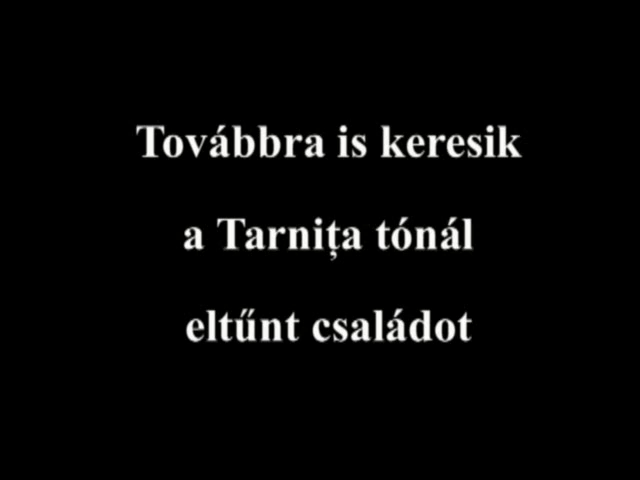 Továbbra is keresik
a Tarnița tónál
eltűnt családot